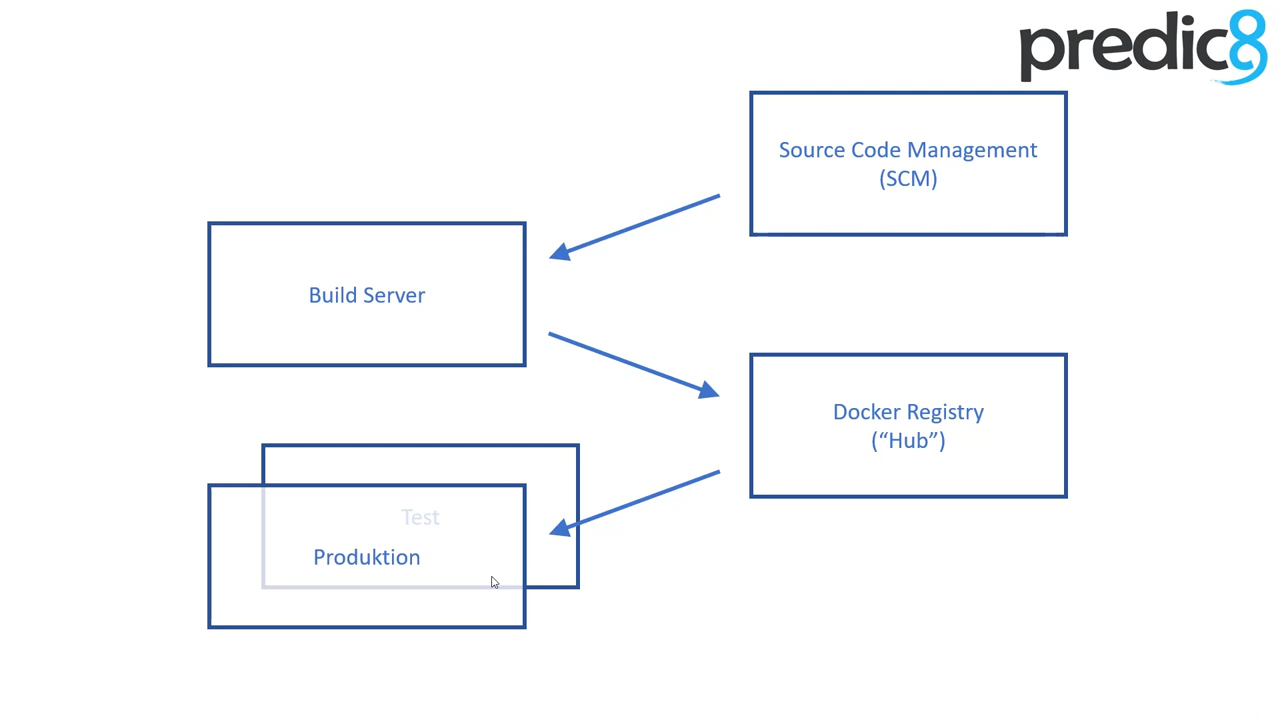 predic8
Source Code Management
(SCM)
Build Server
Docker Registry
(“Hub”)
Test
Produktion